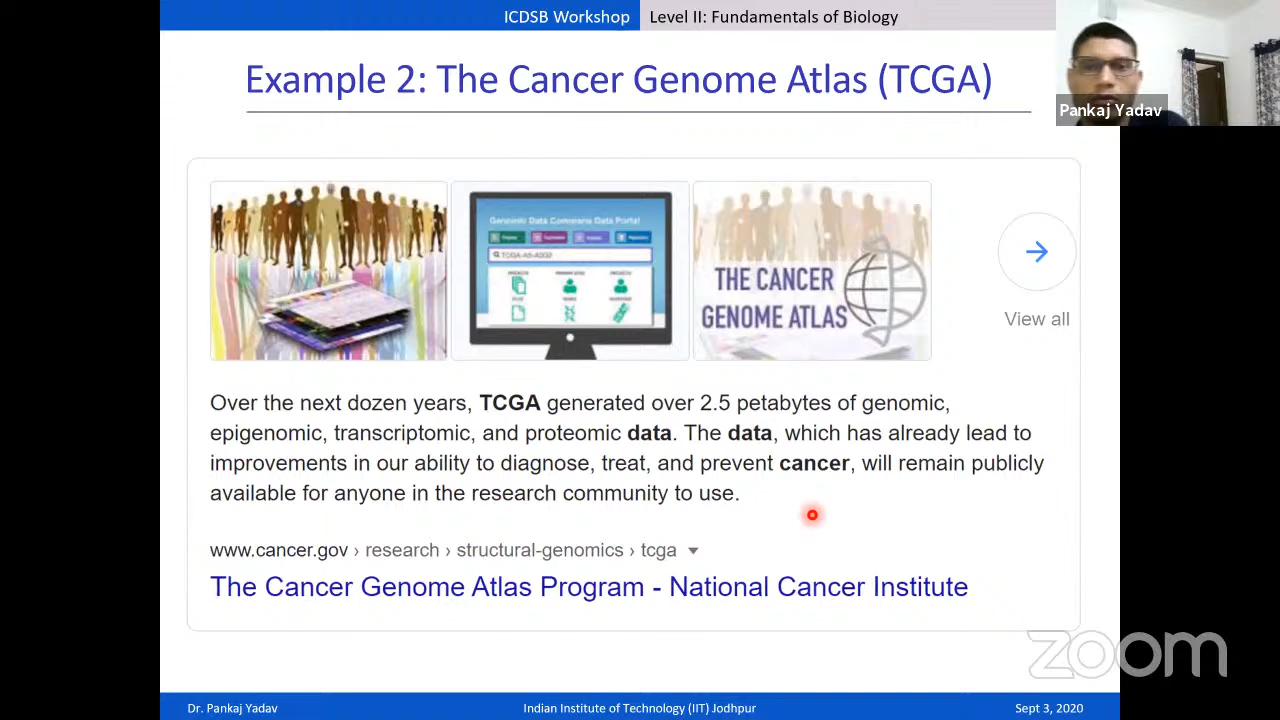 ICDSB Workshop Level II: Fundamentals of Biology
Example 2: The Cancer Genome Atlas (TCGA)
Pankaj Yadav
Data Commons Data Portal
THE CANCER
GENOME ATLAS
View all
Over the next dozen years, TCGA generated over 2.5 petabytes of genomic,
epigenomic, transcriptomic, and proteomic data. The data, which has already lead to
improvements in our ability to diagnose, treat, and prevent cancer, will remain publicly
available for anyone in the research community to use.
www.cancer.gov › research › structural-genomics › tcga
The Cancer Genome Atlas Program - National Cancer Institute
zoom
Dr. Pankaj Yadav Indian Institute of Technology (IIT) Jodhpur Sept 3, 2020